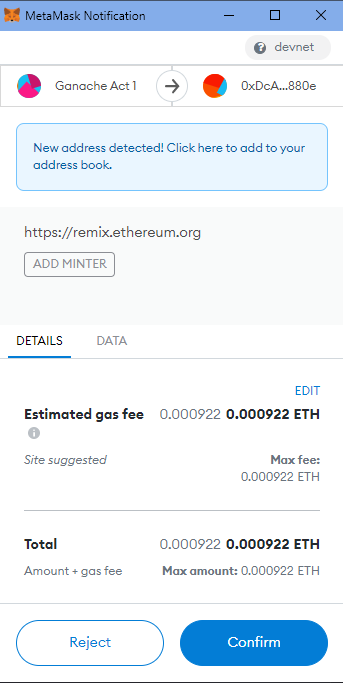 MetaMask Notification
devnet
Ganache Act 1
0xDcA...880e
New address detected! Click here to add to your
address book.
https://remix.ethereum.org
ADD MINTER
DETAILS
DATA
EDIT
Estimated gas fee 0.000922 0.000922 ETH
Site suggested
Max fee:
0.000922 ETH
Total 0.000922 0.000922 ETH
Amount + gas fee Max amount: 0.000922 ETH
Reject
Confirm